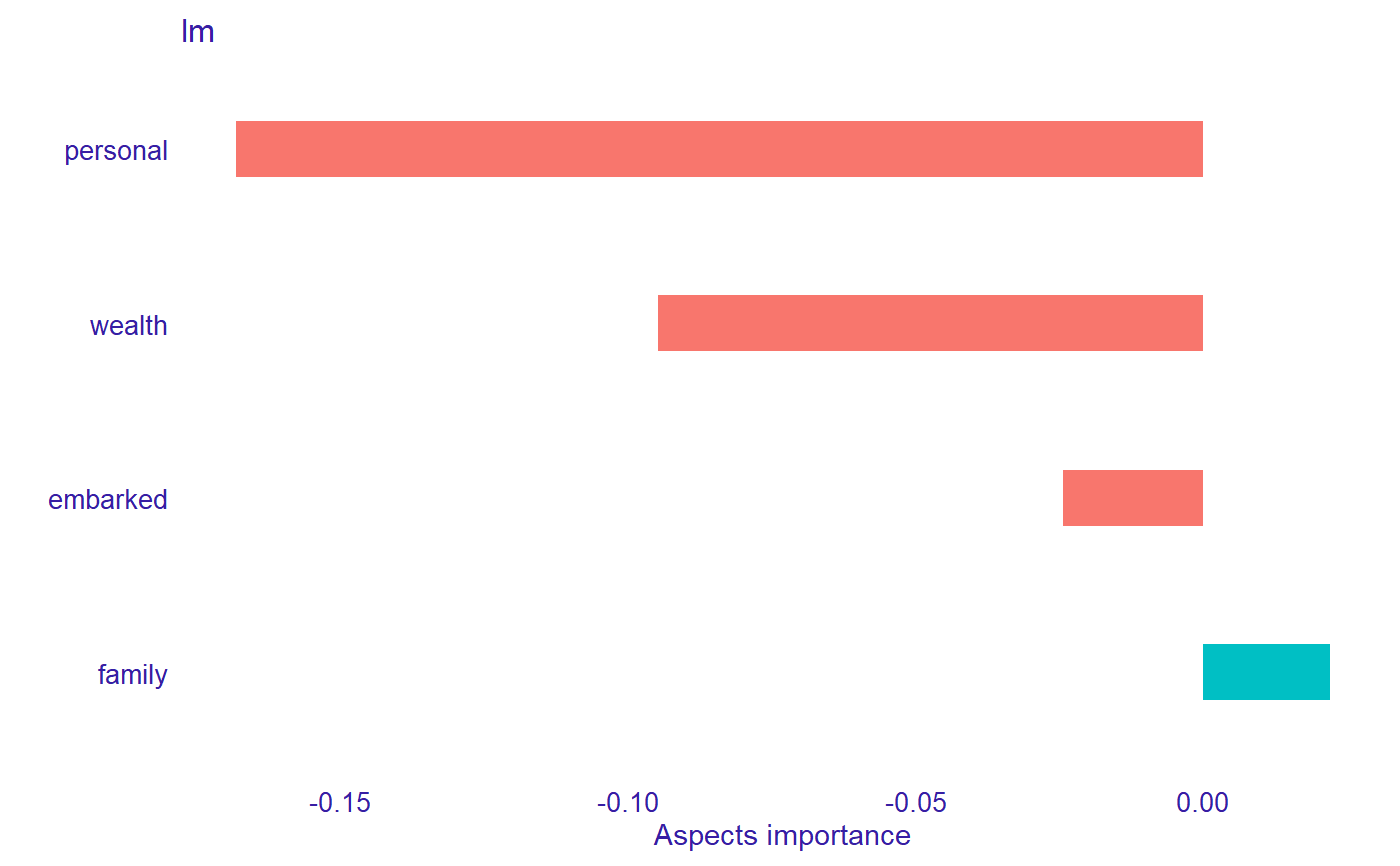 lm
personal
wealth
embarked
family
-0.15 -0.10 -0.05 0.00
Aspects importance